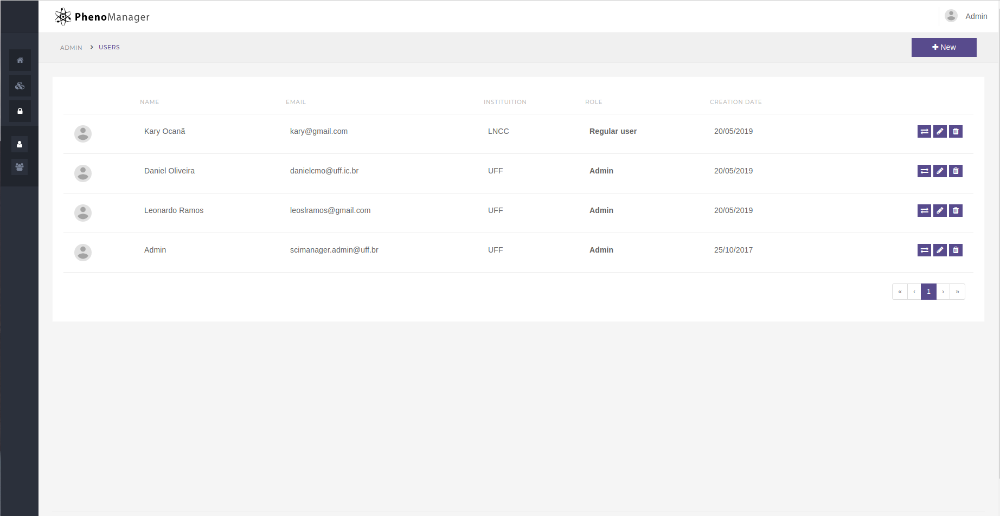 PhenoManager
Admin
ADMIN > USERS
New
NAME EMAIL INSTITUITION ROLE CREATION DATE
Kary Ocanã kary@gmail.com LNCC Regular user 20/05/2019
Daniel Oliveira danielcmo@uff.ic.br UFF Admin 20/05/2019
Leonardo Ramos leoslramos@gmail.com UFF Admin 20/05/2019
Admin scimanager.admin@uff.br UFF Admin 25/10/2017
« ‹ 1 › »